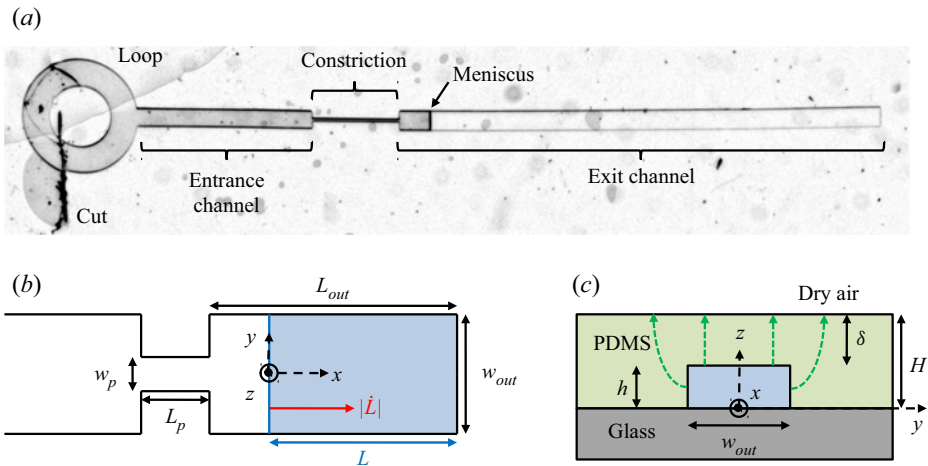 (a)
Loop
Constriction
Meniscus
Entrance
channel
Exit channel
Cut
(b)
L_out
w_p
y
x
z
|L̇|
w_out
L_p
L
(c)
Dry air
PDMS
z
δ
H
h
x
Glass
w_out
y